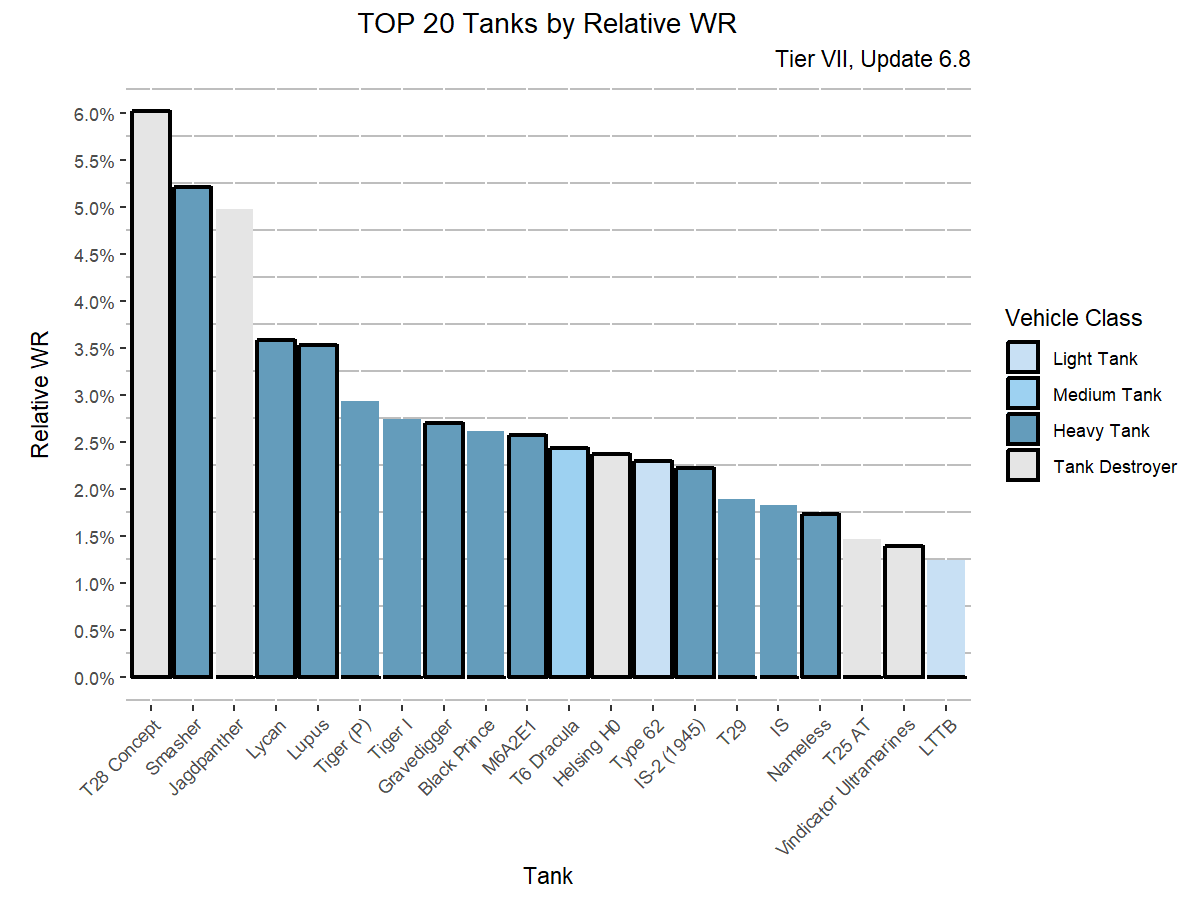 TOP 20 Tanks by Relative WR
Tier VII, Update 6.8
Relative WR
6.0%
5.5%
5.0%
4.5%
4.0%
3.5%
3.0%
2.5%
2.0%
1.5%
1.0%
0.5%
0.0%
T28 Concept
Smasher
Jagdpanther
Lycan
Lupus
Tiger (P)
Tiger I
Gravedigger
Black Prince
M6A2E1
T6 Dracula
Helsing H0
Type 62
IS-2 (1945)
T29
IS
Nameless
T25 AT
Vindicator Ultramarines
LTTB
Tank
Vehicle Class
Light Tank
Medium Tank
Heavy Tank
Tank Destroyer